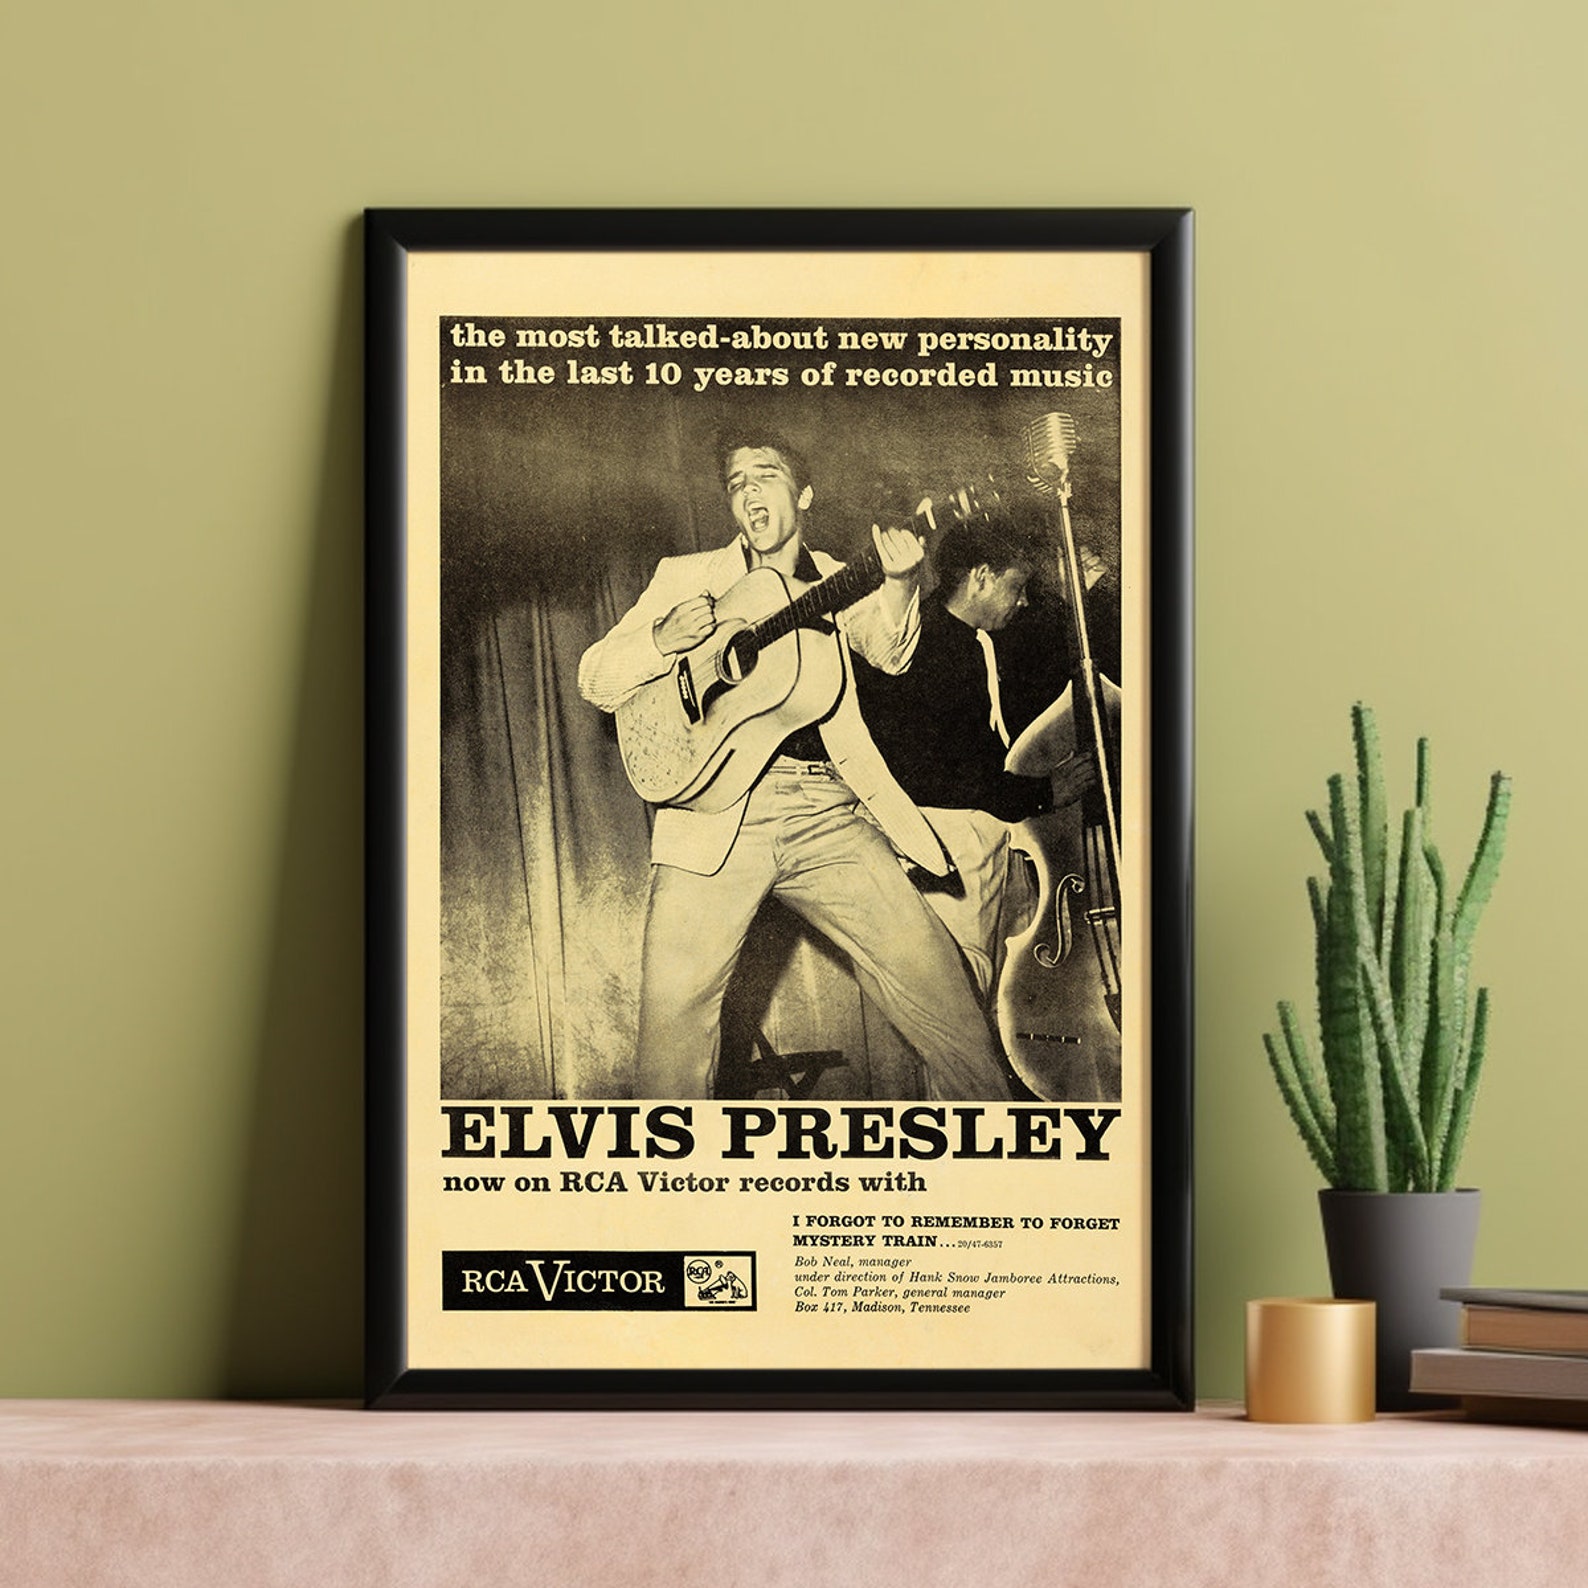 the most talked-about new personality
in the last 10 years of recorded music
ELVIS PRESLEY
now on RCA Victor records with
I FORGOT TO REMEMBER TO FORGET
MYSTERY TRAIN...20/47-6357
Bob Neal, manager
under direction of Hank Snow Jamboree Attractions,
Col. Tom Parker, general manager
Box 417, Madison, Tennessee
RCA VICTOR
RCA ®